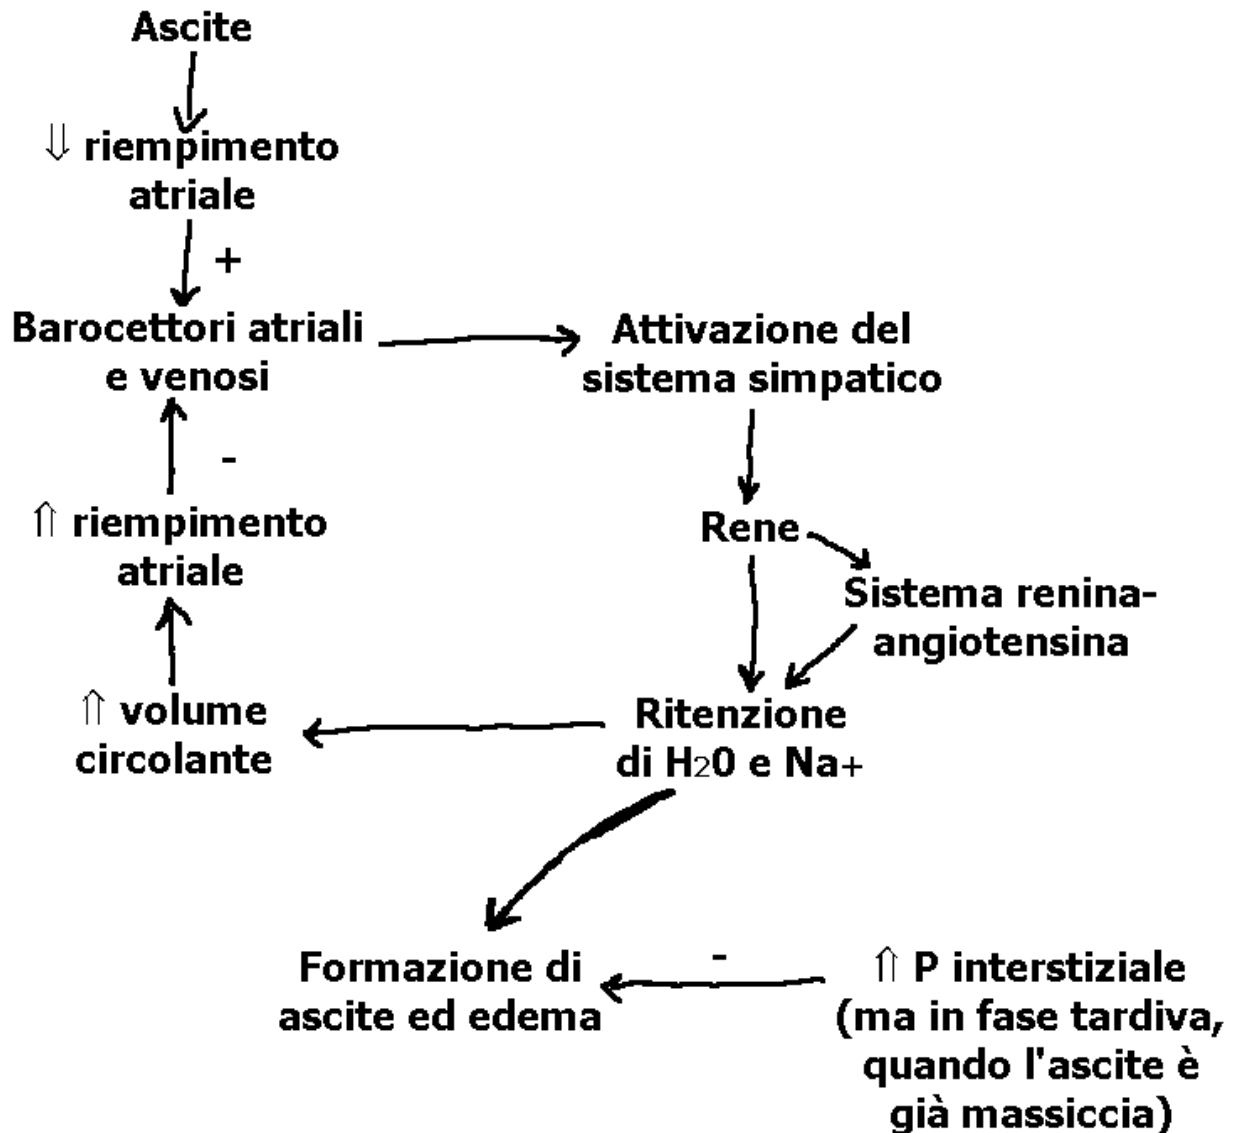 Ascite
⇓ riempimento
atriale
+
Barocettori atriali
e venosi
Attivazione del
sistema simpatico
-
⇑ riempimento
atriale
Rene
Sistema renina-
angiotensina
⇑ volume
circolante
Ritenzione
di H20 e Na+
Formazione di
ascite ed edema
-
⇑ P interstiziale
(ma in fase tardiva,
quando l'ascite è
già massiccia)